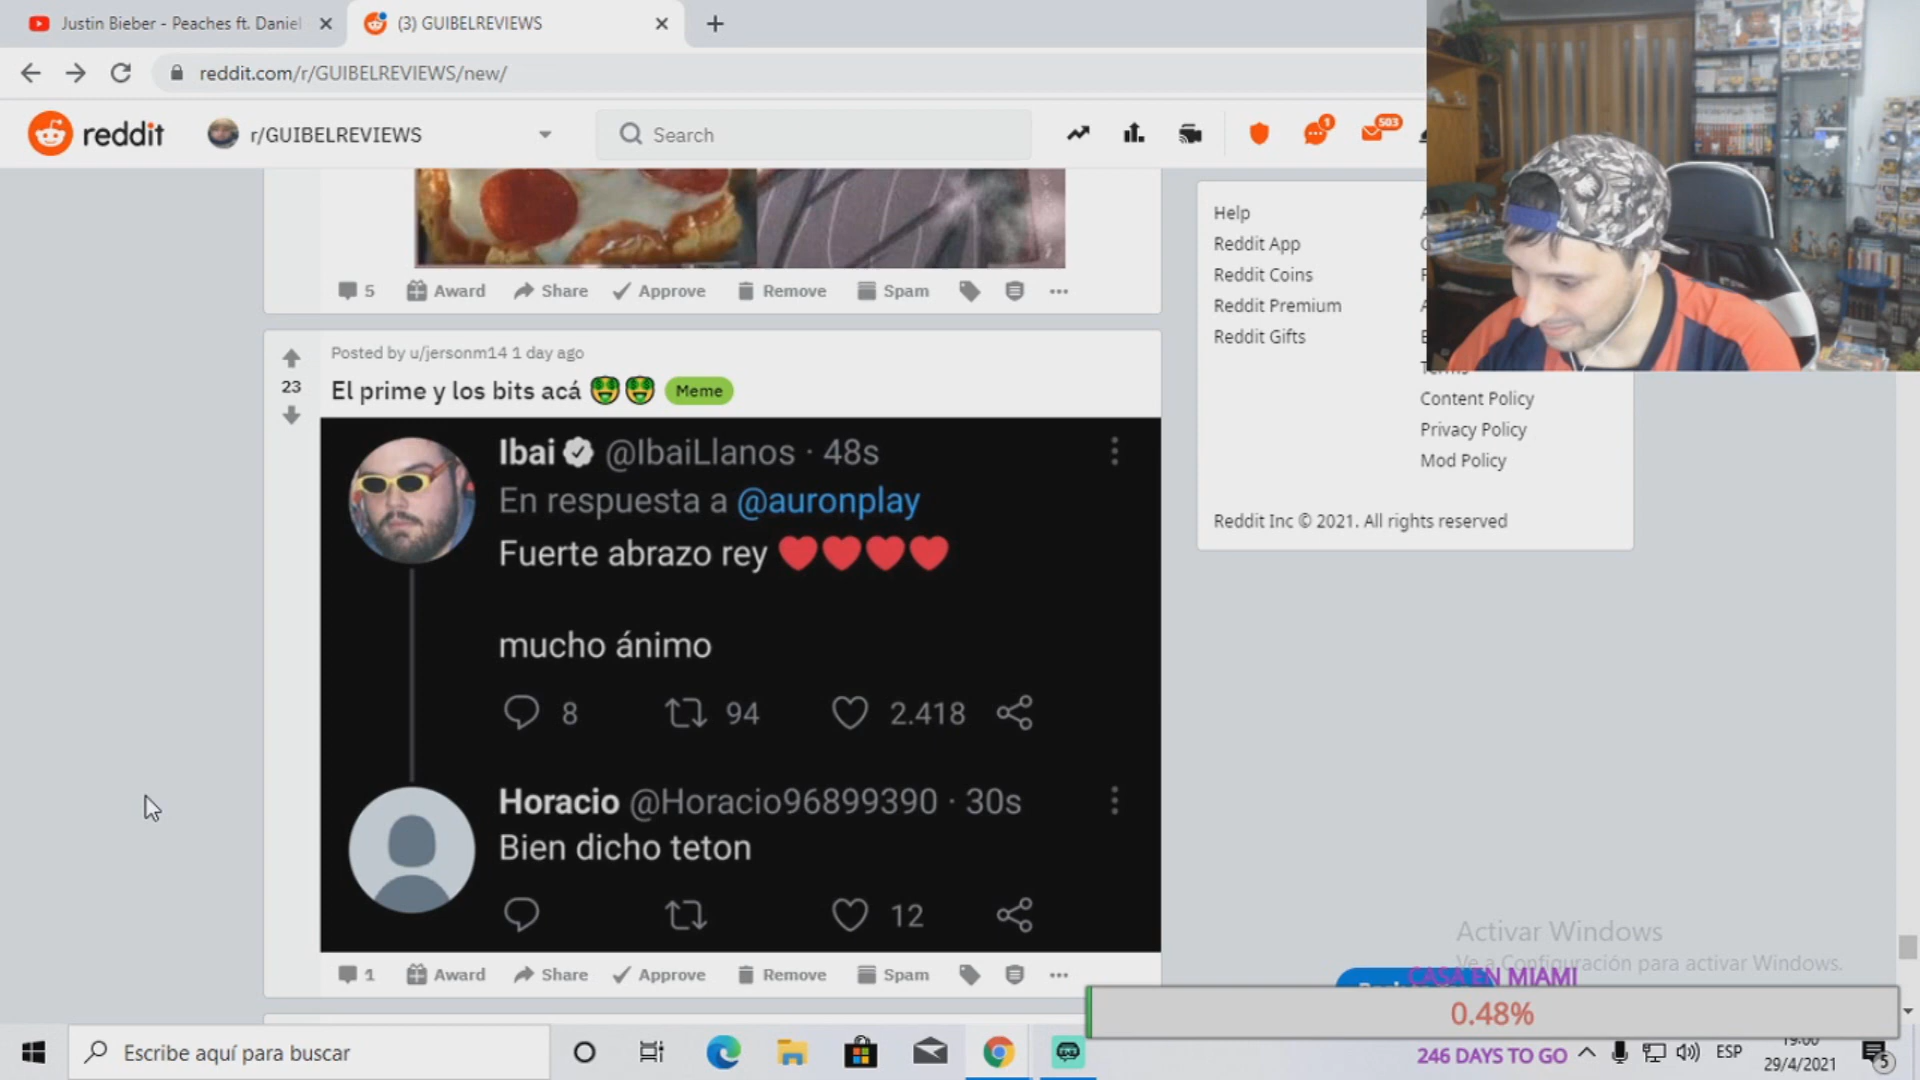 Justin Bieber - Peaches ft. Daniel
(3) GUIBELREVIEWS
reddit.com/r/GUIBELREVIEWS/new/
reddit
r/GUIBELREVIEWS
Search
1
503
5 Award Share Approve Remove Spam
Help
Reddit App
Reddit Coins
Reddit Premium
Reddit Gifts
Content Policy
Privacy Policy
Mod Policy
Reddit Inc © 2021. All rights reserved
Posted by u/jersonm14 1 day ago
23
El prime y los bits acá 🤑🤑 Meme
Ibai @IbaiLlanos · 48s
En respuesta a @auronplay
Fuerte abrazo rey ❤️❤️❤️❤️
mucho ánimo
8 94 2.418
Horacio @Horacio96899390 · 30s
Bien dicho teton
12
1 Award Share Approve Remove Spam
Activar Windows
Ve a Configuración para activar Windows.
CASA EN MIAMI
0.48%
246 DAYS TO GO
Escribe aquí para buscar
ESP
19:00
29/4/2021
5